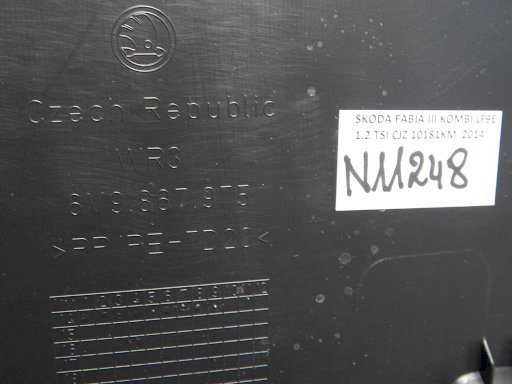 Czech Republic
WR3
6V9.867.975
>PP/PE-TD20<
SKODA FABIA III KOMBI LF9E
1,2 TSI CJZ 10181KM 2014
N11248